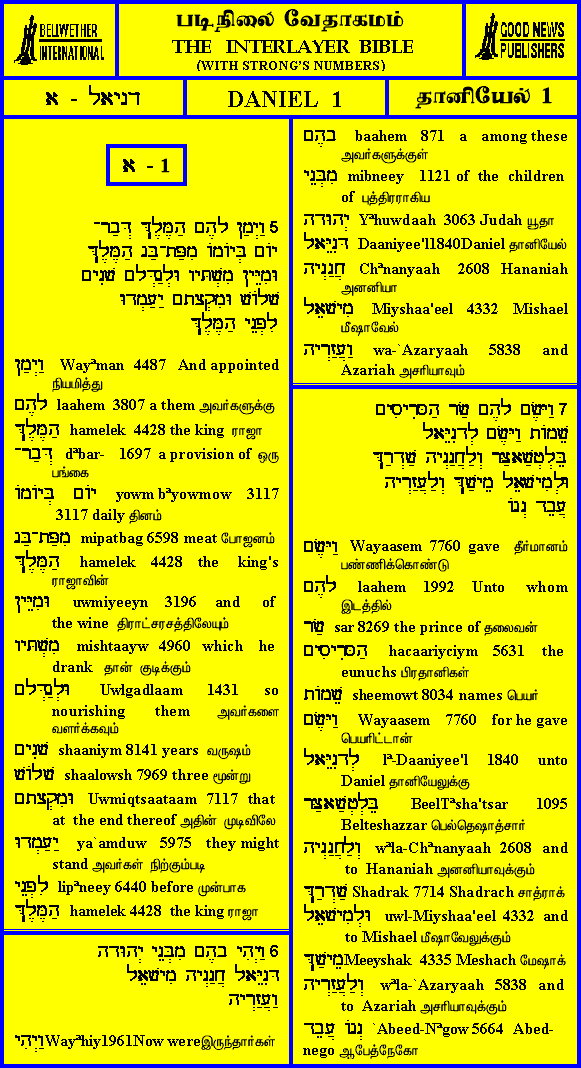 BELLWETHER
INTERNATIONAL
படிநிலை வேதாகமம்
THE INTERLAYER BIBLE
(WITH STRONG'S NUMBERS)
GOOD NEWS
PUBLISHERS
דניאל - א
DANIEL 1
தானியேல் 1
א - 1
5 וַיְמַן לָהֶם הַמֶּלֶךְ דְּבַר־
יוֹם בְּיוֹמוֹ מִפַּת־בַּג הַמֶּלֶךְ
וּמִיֵּין מִשְׁתָּיו וּלְגַדְּלָם שָׁנִים
שָׁלוֹשׁ וּמִקְצָתָם יַעַמְדוּ
לִפְנֵי הַמֶּלֶךְ
וַיְמַן Wayªman 4487 And appointed
நியமித்து
לָהֶם laahem 3807 a them அவர்களுக்கு
הַמֶּלֶךְ hamelek 4428 the king ராஜா
דְּבַר־ dªbar- 1697 a provision of ஒரு
பங்கை
יוֹם בְּיוֹמוֹ yowm bªyowmow 3117
3117 daily தினம்
מִפַּת־בַּג mipatbag 6598 meat போஜனம்
הַמֶּלֶךְ hamelek 4428 the king's
ராஜாவின்
וּמִיֵּין uwmiyeeyn 3196 and of
the wine திராட்சரசத்திலேயும்
מִשְׁתָּיו mishtaayw 4960 which he
drank தான் குடிக்கும்
וּלְגַדְּלָם Uwlgadlaam 1431 so
nourishing them அவர்களை
வளர்க்கவும்
שָׁנִים shaaniym 8141 years வருஷம்
שָׁלוֹשׁ shaalowsh 7969 three மூன்று
וּמִקְצָתָם Uwmiqtsaataam 7117 that
at the end thereof அதின் முடிவிலே
יַעַמְדוּ ya`amduw 5975 they might
stand அவர்கள் நிற்கும்படி
לִפְנֵי lipªneey 6440 before முன்பாக
הַמֶּלֶךְ hamelek 4428 the king ராஜா
6 וַיְהִי בָהֶם מִבְּנֵי יְהוּדָה
דָּנִיֵּאל חֲנַנְיָה מִישָׁאֵל
וַעֲזַרְיָה
וַיְהִי Wayªhiy1961Now wereஇருந்தார்கள்
בָהֶם baahem 871 a among these
அவர்களுக்குள்
מִבְּנֵי mibneey 1121 of the children
of புத்திரராகிய
יְהוּדָה Yªhuwdaah 3063 Judah யூதா
דָּנִיֵּאל Daaniyee'l1840Daniel தானியேல்
חֲנַנְיָה Chªnanyaah 2608 Hananiah
அனனியா
מִישָׁאֵל Miyshaa'eel 4332 Mishael
மீஷாவேல்
וַעֲזַרְיָה wa-`Azaryaah 5838 and
Azariah அசரியாவும்
7 וַיָּשֶׂם לָהֶם שַׂר הַסָּרִיסִים
שֵׁמוֹת וַיָּשֶׂם לְדָנִיֵּאל
בֵּלְטְשַׁאצַּר וְלַחֲנַנְיָה שַׁדְרַךְ
וּלְמִישָׁאֵל מֵישַׁךְ וְלַעֲזַרְיָה
עֲבֵד נְגוֹ
וַיָּשֶׂם Wayaasem 7760 gave தீர்மானம்
பண்ணிக்கொண்டு
לָהֶם laahem 1992 Unto whom
இடத்தில்
שַׂר sar 8269 the prince of தலைவன்
הַסָּרִיסִים hacaariyciym 5631 the
eunuchs பிரதானிகள்
שֵׁמוֹת sheemowt 8034 names பெயர்
וַיָּשֶׂם Wayaasem 7760 for he gave
பெயரிட்டான்
לְדָנִיֵּאל lª-Daaniyee'l 1840 unto
Daniel தானியேலுக்கு
בֵּלְטְשַׁאצַּר BeelTªsha'tsar 1095
Belteshazzar பெல்தெஷாத்சார்
וְלַחֲנַנְיָה wªla-Chªnanyaah 2608 and
to Hananiah அனனியாவுக்கும்
שַׁדְרַךְ Shadrak 7714 Shadrach சாத்ராக்
וּלְמִישָׁאֵל uwl-Miyshaa'eel 4332 and
to Mishael மீஷாவேலுக்கும்
מֵישַׁךְMeeyshak 4335 Meshach மேஷாக்
וְלַעֲזַרְיָה wªla-`Azaryaah 5838 and
to Azariah அசரியாவுக்கும்
עֲבֵד נְגוֹ `Abeed-Nªgow 5664 Abed-
nego ஆபேத்நேகோ